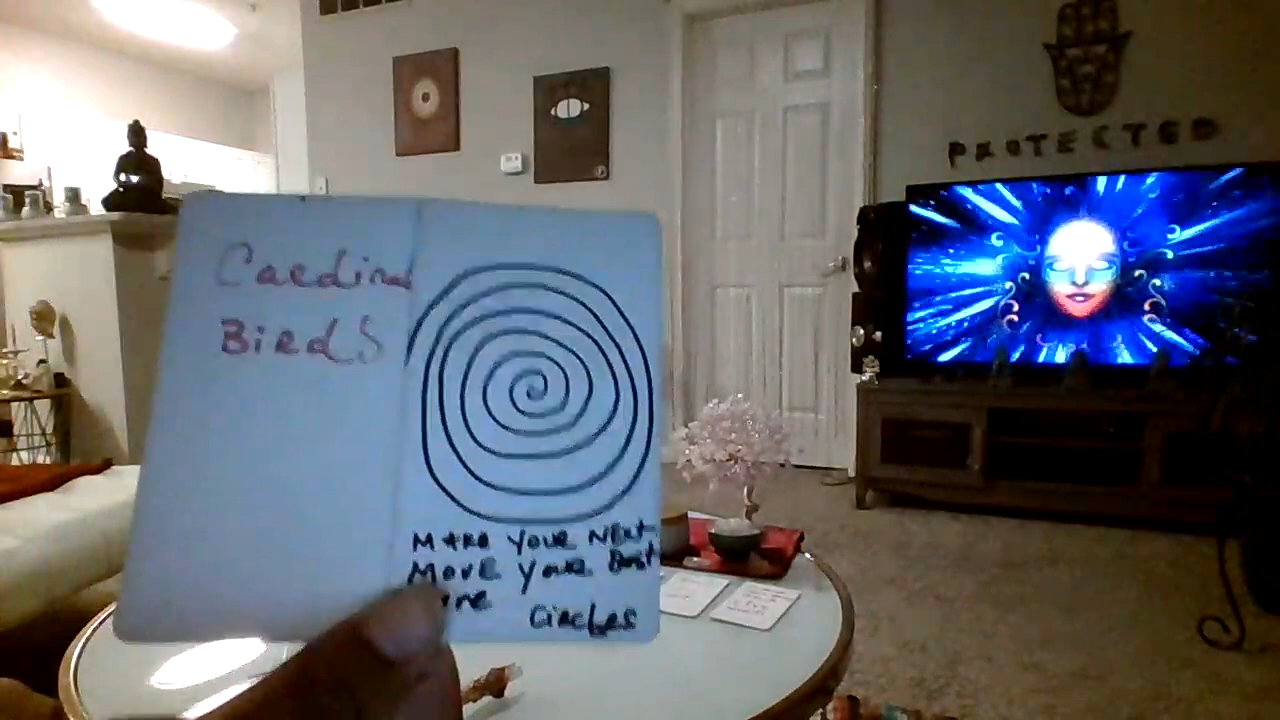 Cardinal
BirdS
MAKE YOUR NEXT
MOVE YOUR BEST
CirclES
PROTECTED